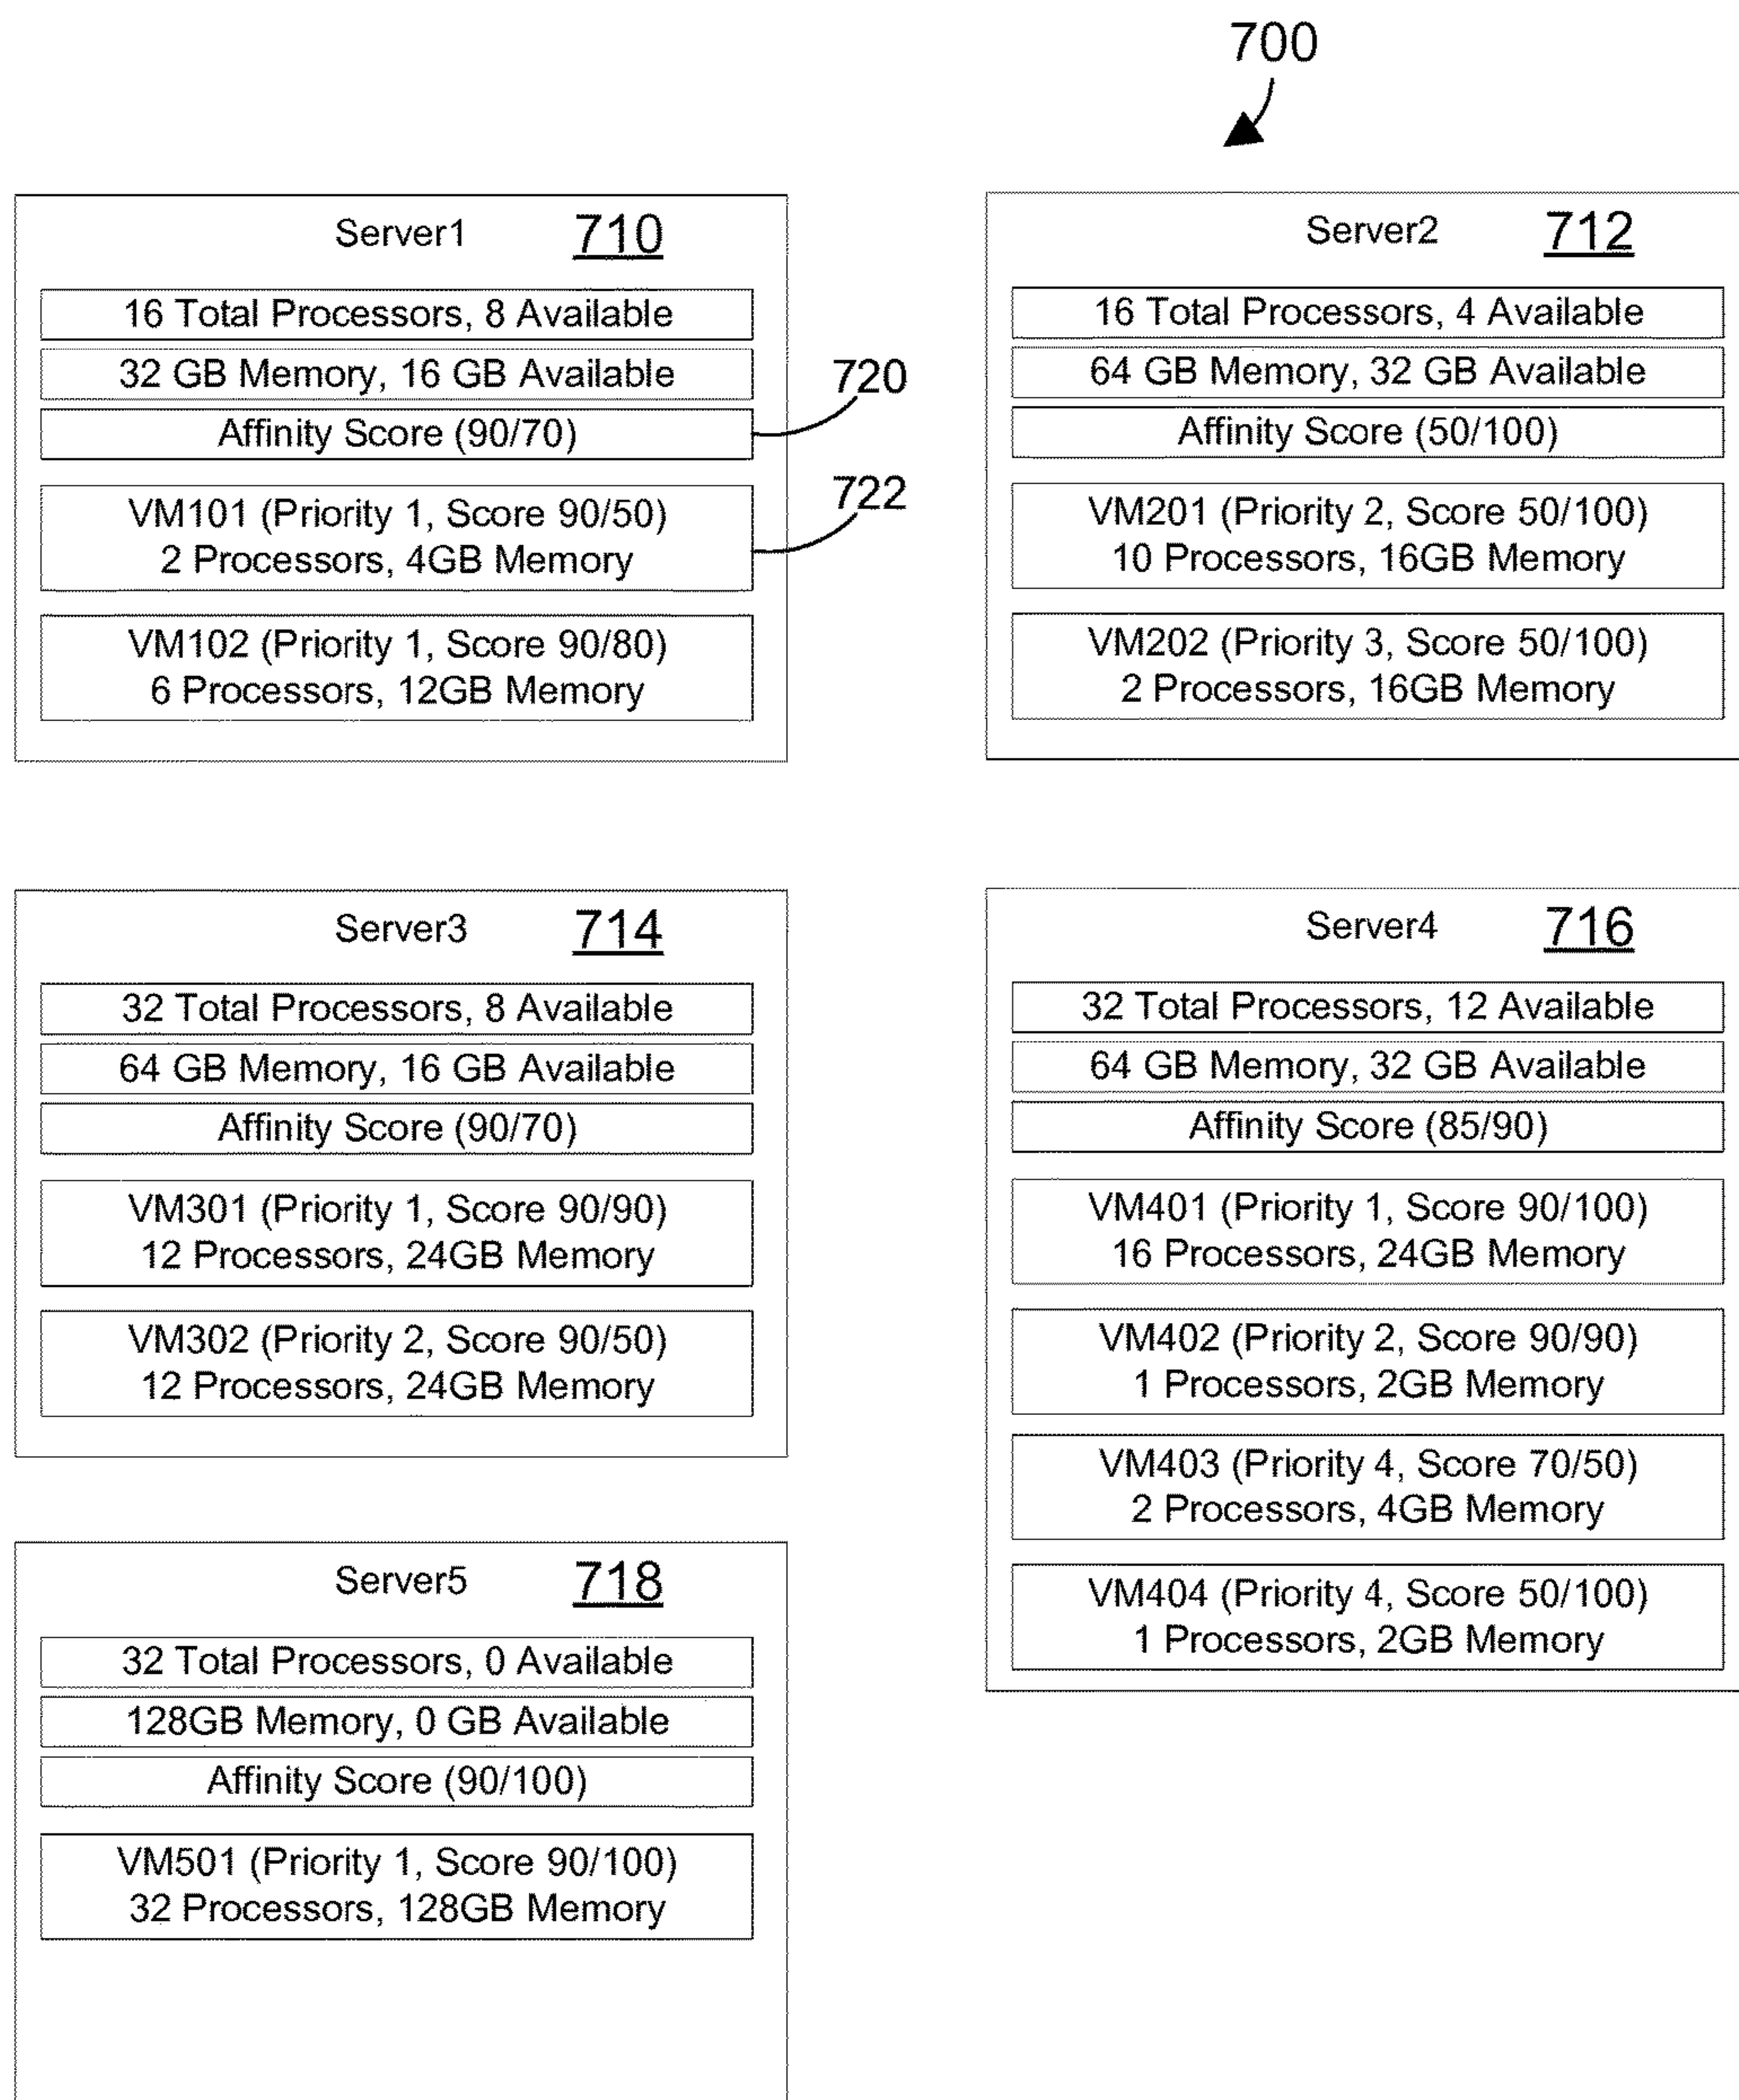 700
Server1 710
16 Total Processors, 8 Available
32 GB Memory, 16 GB Available
Affinity Score (90/70)
720
VM101 (Priority 1, Score 90/50)
2 Processors, 4GB Memory
722
VM102 (Priority 1, Score 90/80)
6 Processors, 12GB Memory
Server2 712
16 Total Processors, 4 Available
64 GB Memory, 32 GB Available
Affinity Score (50/100)
VM201 (Priority 2, Score 50/100)
10 Processors, 16GB Memory
VM202 (Priority 3, Score 50/100)
2 Processors, 16GB Memory
Server3 714
32 Total Processors, 8 Available
64 GB Memory, 16 GB Available
Affinity Score (90/70)
VM301 (Priority 1, Score 90/90)
12 Processors, 24GB Memory
VM302 (Priority 2, Score 90/50)
12 Processors, 24GB Memory
Server4 716
32 Total Processors, 12 Available
64 GB Memory, 32 GB Available
Affinity Score (85/90)
VM401 (Priority 1, Score 90/100)
16 Processors, 24GB Memory
VM402 (Priority 2, Score 90/90)
1 Processors, 2GB Memory
VM403 (Priority 4, Score 70/50)
2 Processors, 4GB Memory
VM404 (Priority 4, Score 50/100)
1 Processors, 2GB Memory
Server5 718
32 Total Processors, 0 Available
128GB Memory, 0 GB Available
Affinity Score (90/100)
VM501 (Priority 1, Score 90/100)
32 Processors, 128GB Memory